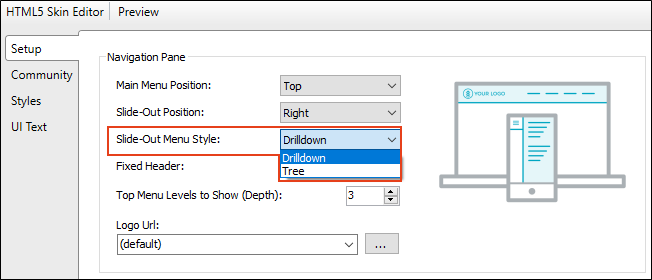 HTML5 Skin Editor Preview
Setup
Community
Styles
UI Text
Navigation Pane
Main Menu Position: Top
Slide-Out Position: Right
Slide-Out Menu Style: Drilldown
Drilldown
Tree
Fixed Header:
Top Menu Levels to Show (Depth): 3
Logo Url:
(default) ...
YOUR LOGO